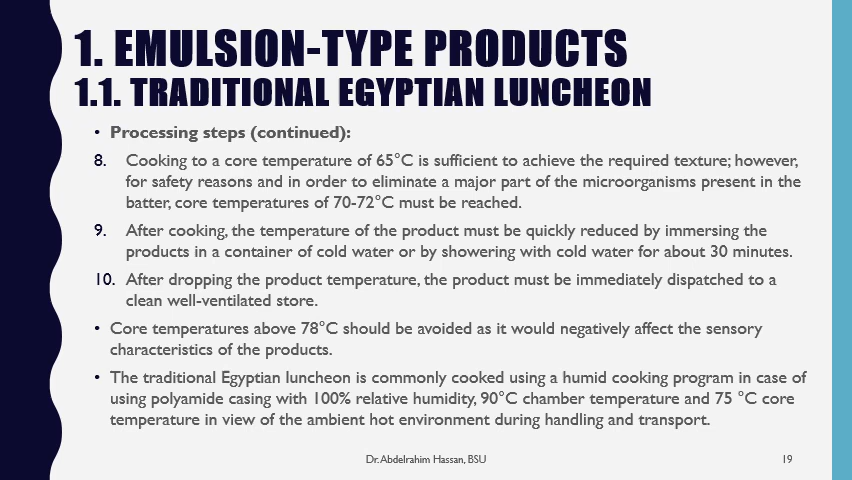 1. EMULSION-TYPE PRODUCTS
1.1. TRADITIONAL EGYPTIAN LUNCHEON
• Processing steps (continued):
8. Cooking to a core temperature of 65°C is sufficient to achieve the required texture; however,
for safety reasons and in order to eliminate a major part of the microorganisms present in the
batter, core temperatures of 70-72°C must be reached.
9. After cooking, the temperature of the product must be quickly reduced by immersing the
products in a container of cold water or by showering with cold water for about 30 minutes.
10. After dropping the product temperature, the product must be immediately dispatched to a
clean well-ventilated store.
• Core temperatures above 78°C should be avoided as it would negatively affect the sensory
characteristics of the products.
• The traditional Egyptian luncheon is commonly cooked using a humid cooking program in case of
using polyamide casing with 100% relative humidity, 90°C chamber temperature and 75 °C core
temperature in view of the ambient hot environment during handling and transport.
Dr. Abdelrahim Hassan, BSU
19